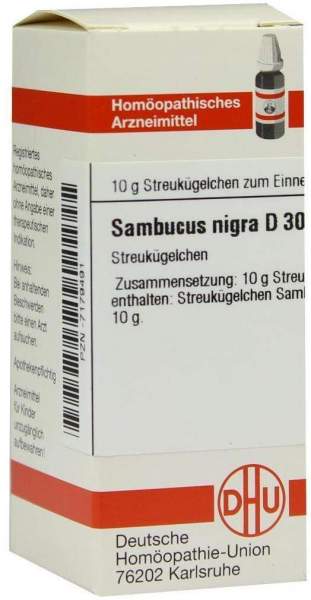 Homöopathisches
Arzneimittel
10 g Streukügelchen zum Einne
Sambucus nigra D 30
Streukügelchen
Zusammensetzung: 10 g Streu
enthalten: Streukügelchen Sam
10 g.
DHU
Deutsche
Homöopathie-Union
76202 Karlsruhe
Registriertes
homöopathisches
Arzneimittel, daher
ohne Angabe einer
therapeutischen
Indikation.
Hinweis:
Bei anhaltenden
Beschwerden
bitte einen Arzt
aufsuchen.
Apothekenpflichtig
Arzneimittel
für Kinder
unzugänglich
aufbewahren!
PZN -7179491